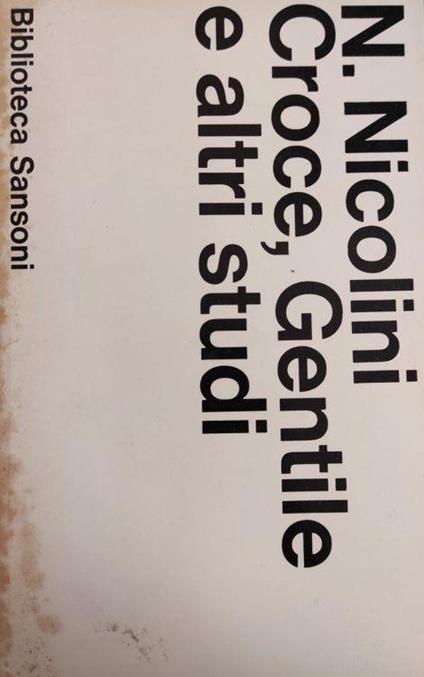 N. Nicolini
Croce, Gentile
e altri studi
Biblioteca Sansoni